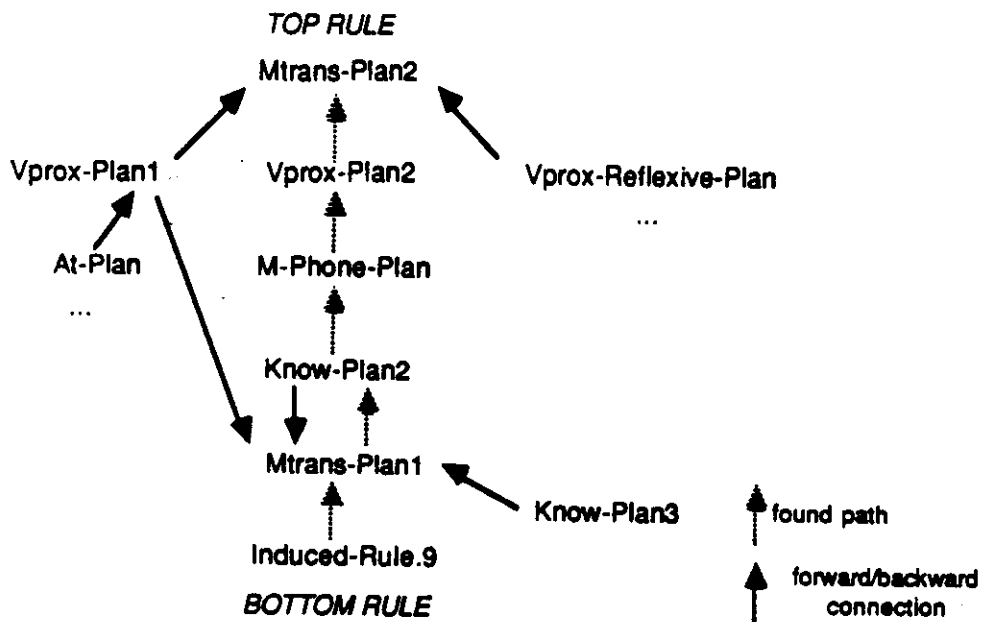 TOP RULE
Mtrans-Plan2
Vprox-Plan1
Vprox-Plan2
Vprox-Reflexive-Plan
...
At-Plan
...
M-Phone-Plan
Know-Plan2
Mtrans-Plan1
Know-Plan3
Induced-Rule.9
BOTTOM RULE
found path
forward/backward
connection